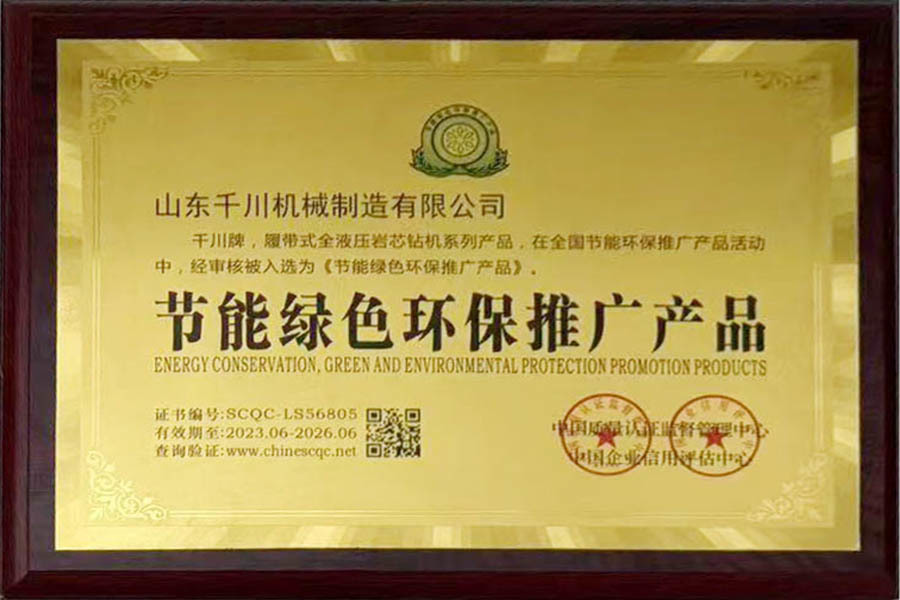 山东千川机械制造有限公司
千川牌，履带式全液压岩芯钻机系列产品，在全国节能环保推广产品活动
中，经审核被入选为《节能绿色环保推广产品》。
节能绿色环保推广产品
ENERGY CONSERVATION, GREEN AND ENVIRONMENTAL PROTECTION PROMOTION PRODUCTS
证书编号:SCQC-LS56805
有效期至:2023.06-2026.06
查询验证:www.chinescqc.net
中国质量认证监督管理中心
中国企业信用评估中心